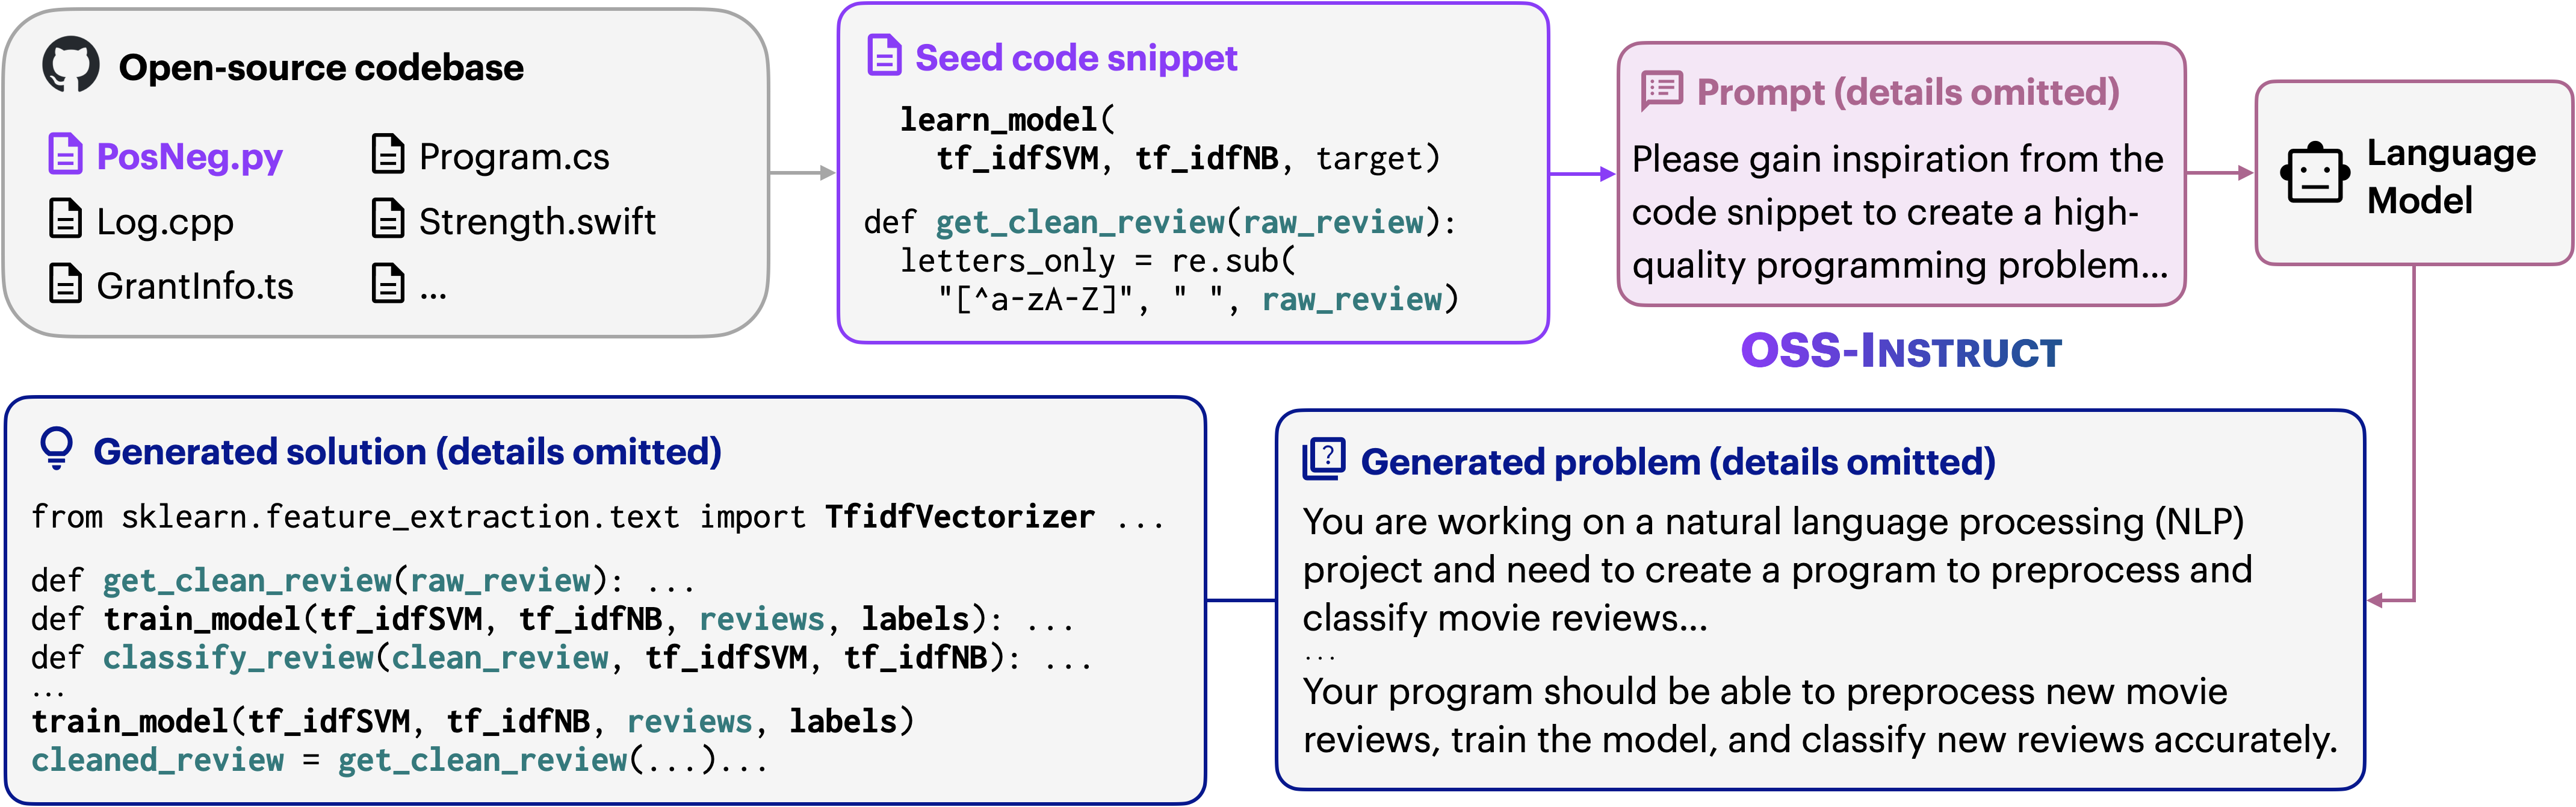 Open-source codebase
PosNeg.py
Program.cs
Log.cpp
Strength.swift
GrantInfo.ts
...
Seed code snippet
learn_model(
tf_idfSVM, tf_idfNB, target)
def get_clean_review(raw_review):
letters_only = re.sub(
"[^a-zA-Z]", " ", raw_review)
Prompt (details omitted)
Please gain inspiration from the
code snippet to create a high-
quality programming problem...
Language
Model
OSS-INSTRUCT
Generated problem (details omitted)
You are working on a natural language processing (NLP)
project and need to create a program to preprocess and
classify movie reviews...
...
Your program should be able to preprocess new movie
reviews, train the model, and classify new reviews accurately.
Generated solution (details omitted)
from sklearn.feature_extraction.text import TfidfVectorizer ...
def get_clean_review(raw_review): ...
def train_model(tf_idfSVM, tf_idfNB, reviews, labels): ...
def classify_review(clean_review, tf_idfSVM, tf_idfNB): ...
...
train_model(tf_idfSVM, tf_idfNB, reviews, labels)
cleaned_review = get_clean_review(...)...